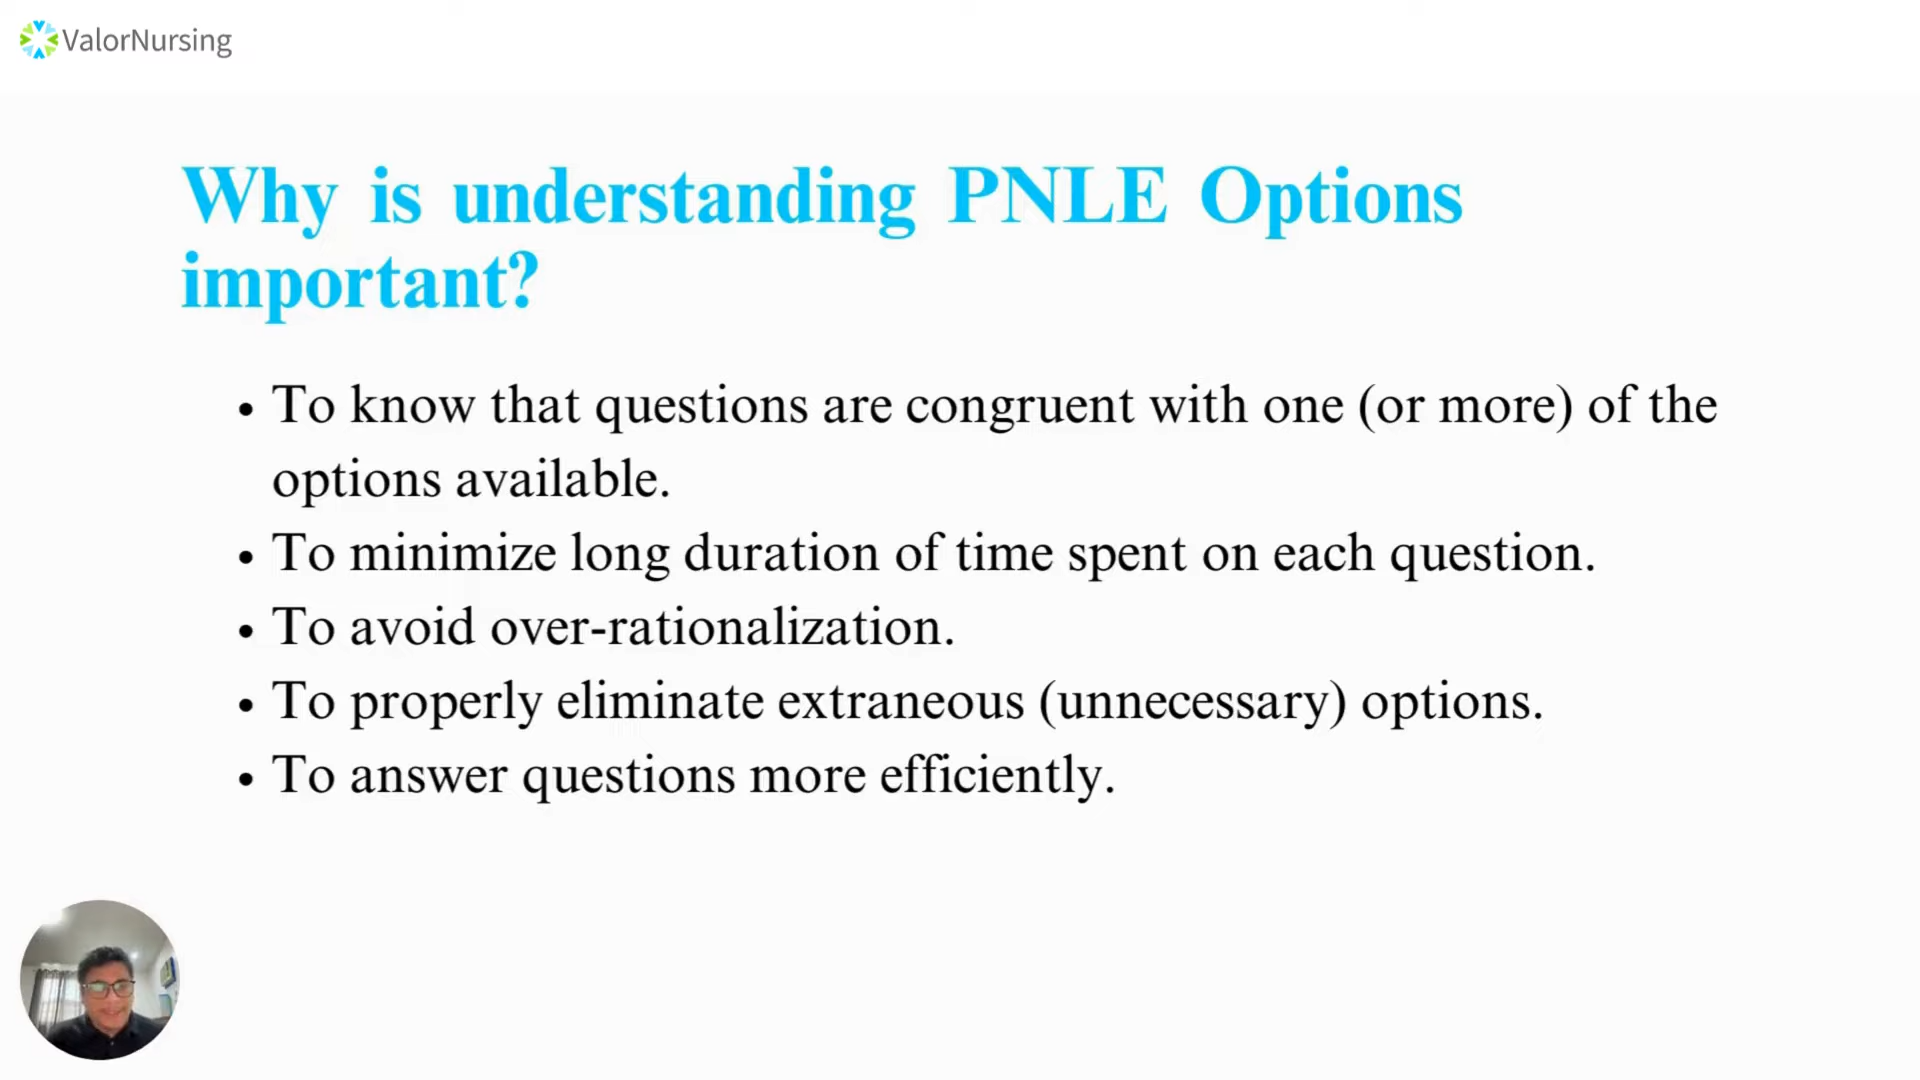 ValorNursing
Why is understanding PNLE Options
important?
• To know that questions are congruent with one (or more) of the
options available.
• To minimize long duration of time spent on each question.
• To avoid over-rationalization.
• To properly eliminate extraneous (unnecessary) options.
• To answer questions more efficiently.